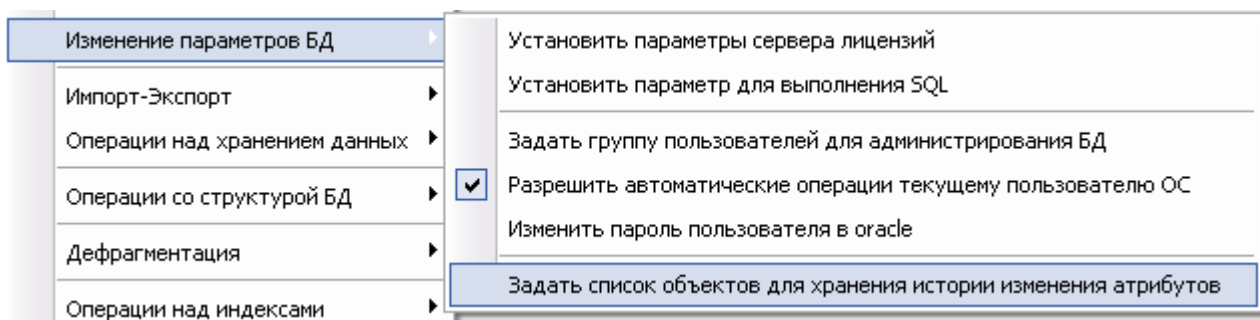 Изменение параметров БД
Импорт-Экспорт
Операции над хранением данных
Операции со структурой БД
Дефрагментация
Операции над индексами
Установить параметры сервера лицензий
Установить параметр для выполнения SQL
Задать группу пользователей для администрирования БД
Разрешить автоматические операции текущему пользователю ОС
Изменить пароль пользователя в oracle
Задать список объектов для хранения истории изменения атрибутов